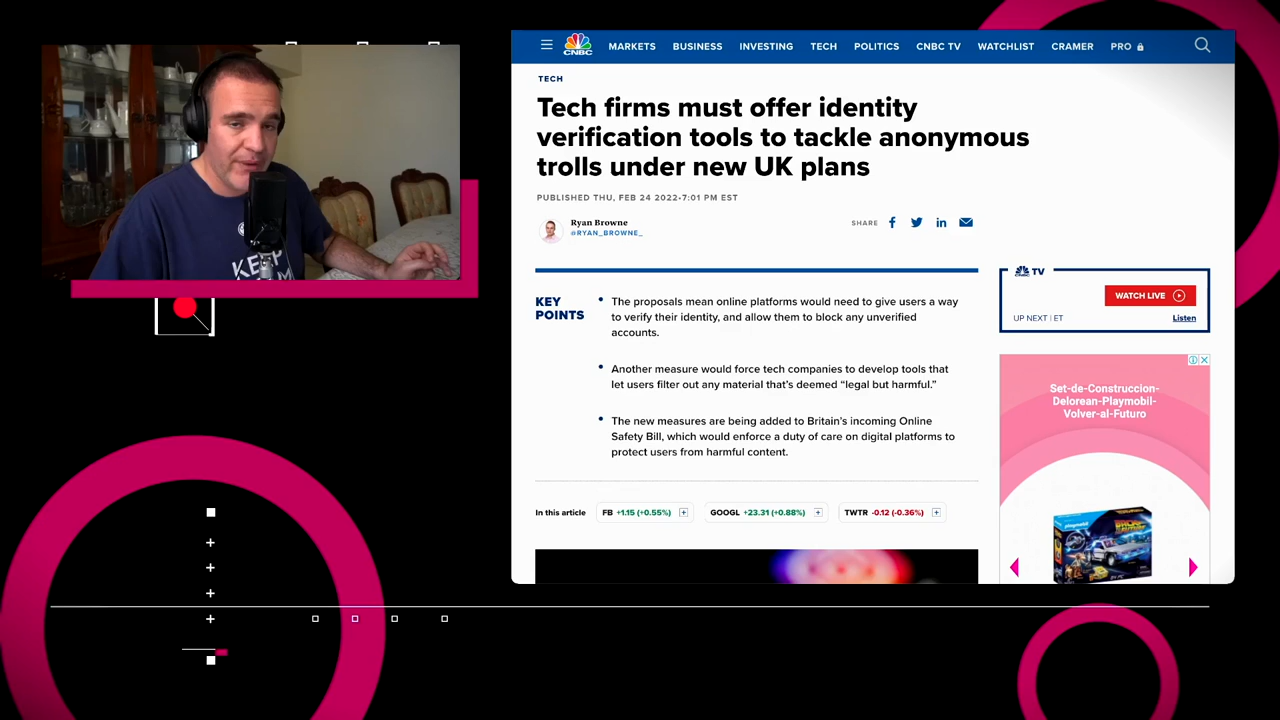 KEEP
CNBC
MARKETS BUSINESS INVESTING TECH POLITICS CNBC TV WATCHLIST CRAMER PRO
TECH
Tech firms must offer identity
verification tools to tackle anonymous
trolls under new UK plans
PUBLISHED THU, FEB 24 2022•7:01 PM EST
Ryan Browne
@RYAN_BROWNE_
SHARE
KEY
POINTS
• The proposals mean online platforms would need to give users a way
to verify their identity, and allow them to block any unverified
accounts.
• Another measure would force tech companies to develop tools that
let users filter out any material that’s deemed “legal but harmful.”
• The new measures are being added to Britain’s incoming Online
Safety Bill, which would enforce a duty of care on digital platforms to
protect users from harmful content.
In this article
FB +1.15 (+0.55%)
GOOGL +23.31 (+0.88%)
TWTR -0.12 (-0.36%)
TV
WATCH LIVE
UP NEXT | ET
Listen
Set-de-Construccion-
Delorean-Playmobil-
Volver-al-Futuro